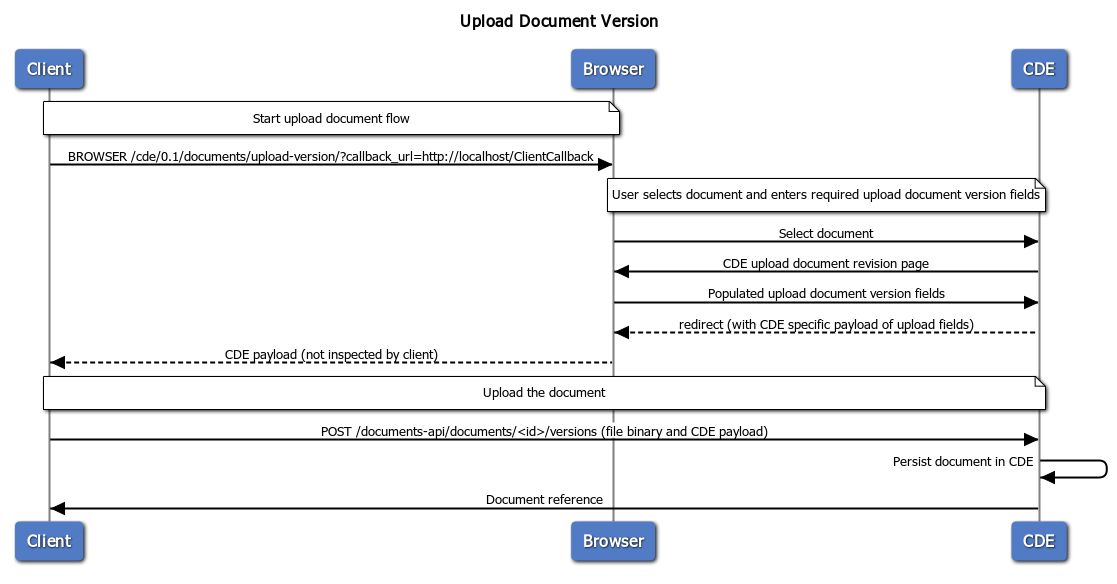 Upload Document Version
Client Browser CDE
Start upload document flow
BROWSER /cde/0.1/documents/upload-version/?callback_url=http://localhost/ClientCallback
User selects document and enters required upload document version fields
Select document
CDE upload document revision page
Populated upload document version fields
redirect (with CDE specific payload of upload fields)
CDE payload (not inspected by client)
Upload the document
POST /documents-api/documents/<id>/versions (file binary and CDE payload)
Persist document in CDE
Document reference
Client Browser CDE